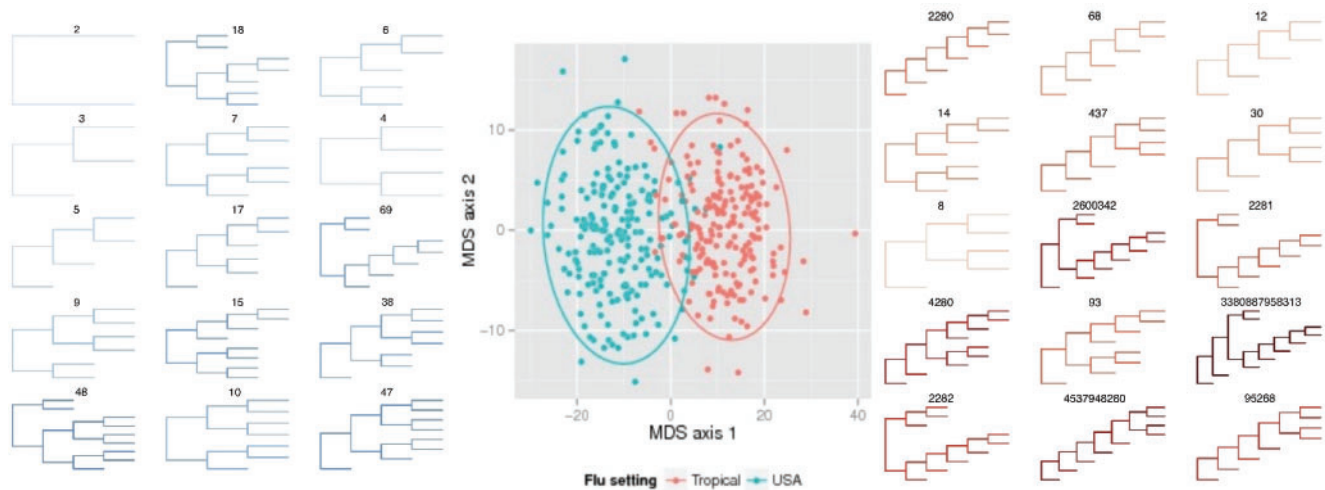 2 18 6
3 7 4
5 17 69
9 15 38
48 10 47
10
0
−10
MDS axis 2
−20 0 20 40
MDS axis 1
Flu setting Tropical USA
2280 68 12
14 437 30
8 2600342 2281
4280 93 3380887958313
2282 4537948280 95268